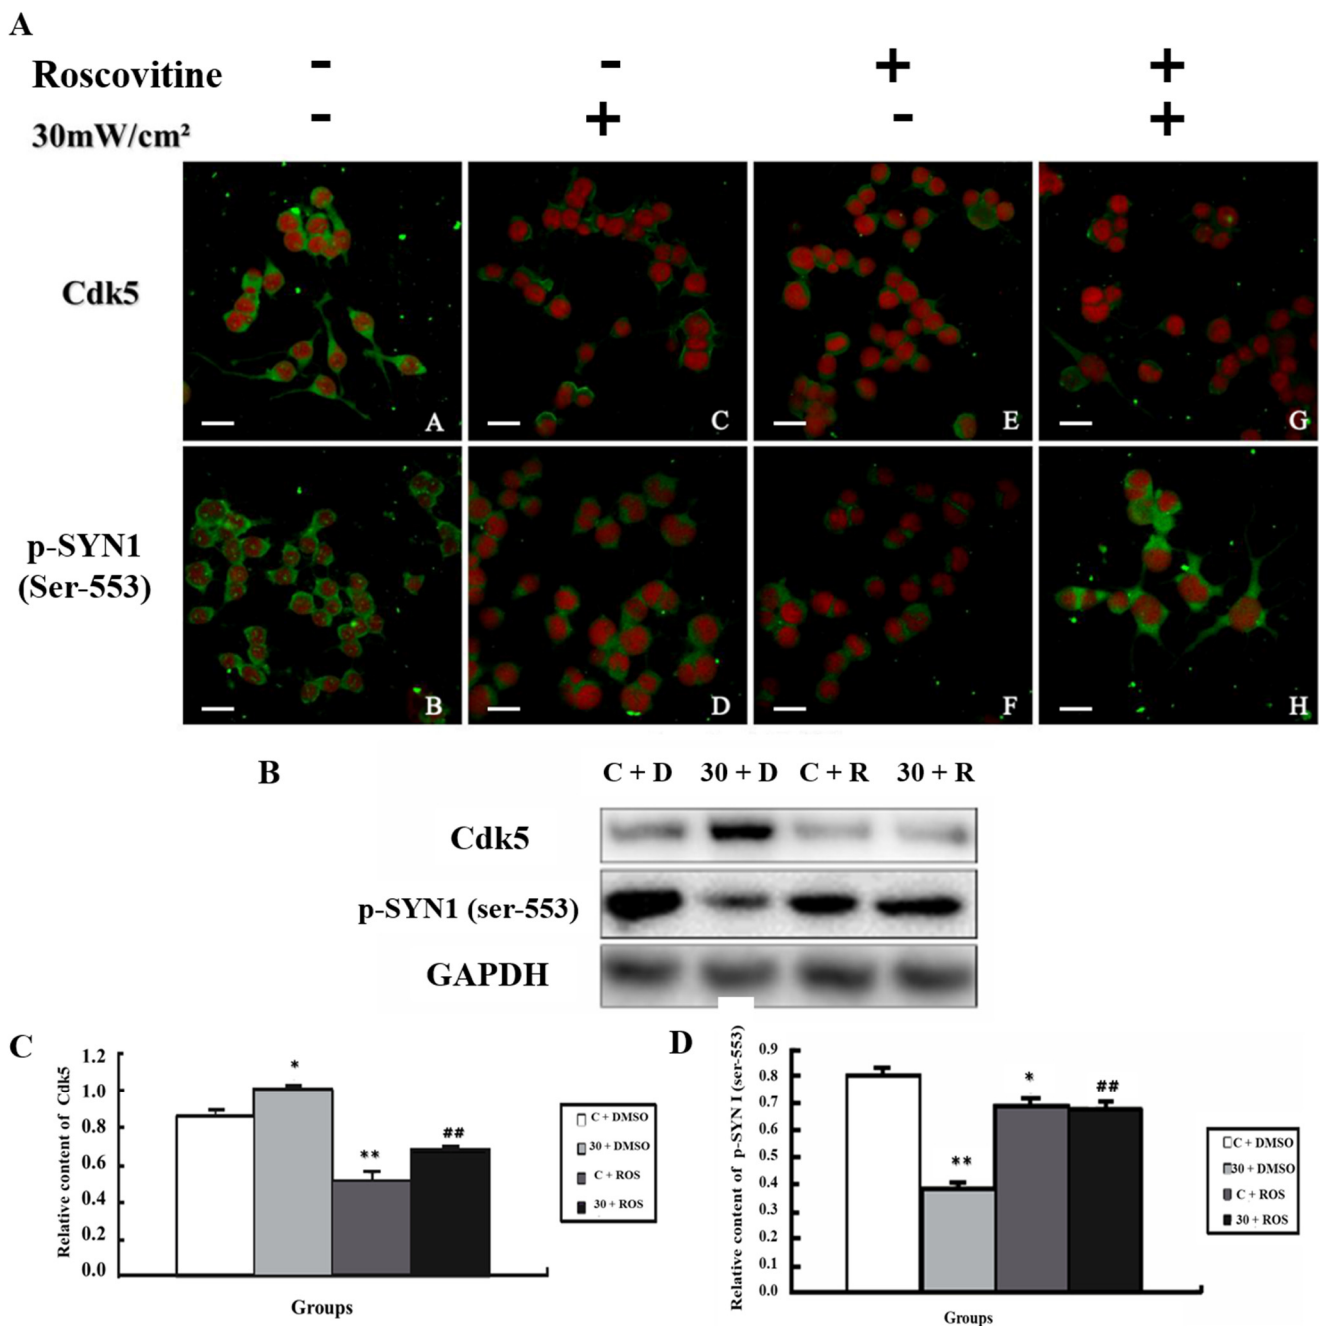 A
Roscovitine - - + +
30mW/cm² - + - +
Cdk5
A C E G
p-SYN1
(Ser-553)
B D F H
B
C + D 30 + D C + R 30 + R
Cdk5
p-SYN1 (ser-553)
GAPDH
C
Relative content of Cdk5
1.2
1.0
0.8
0.6
0.4
0.2
0.0
*
**
##
Groups
C + DMSO
30 + DMSO
C + ROS
30 + ROS
D
Relative content of p-SYN I (ser-553)
0.9
0.8
0.7
0.6
0.5
0.4
0.3
0.2
0.1
0.0
**
*
##
Groups
C + DMSO
30 + DMSO
C + ROS
30 + ROS